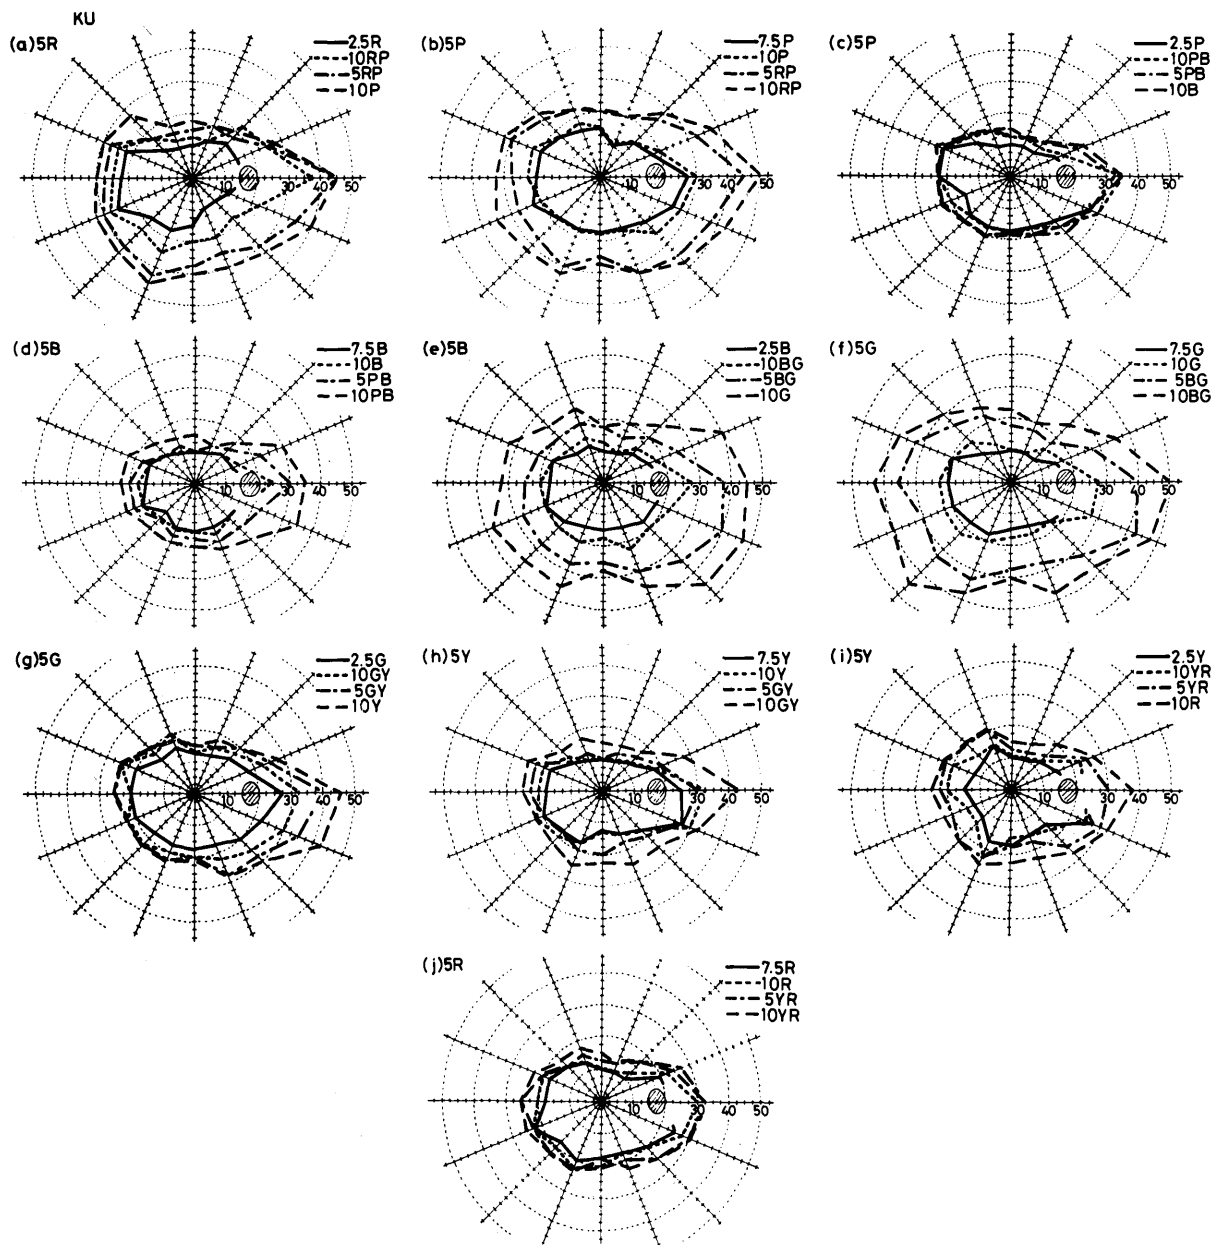 KU
(a)5R
2.5R
10RP
5RP
10P
10 30 40 50
(b)5P
7.5P
10P
5RP
10RP
10 30 40 50
(c)5P
2.5P
10PB
5PB
10B
10 30 40 50
(d)5B
7.5B
10B
5PB
10PB
10 30 40 50
(e)5B
2.5B
10BG
5BG
10G
10 30 40 50
(f)5G
7.5G
10G
5BG
10BG
10 30 40 50
(g)5G
2.5G
10GY
5GY
10Y
10 30 40 50
(h)5Y
7.5Y
10Y
5GY
10GY
10 30 40 50
(i)5Y
2.5Y
10YR
5YR
10R
10 30 40 50
(j)5R
7.5R
10R
5YR
10YR
10 30 40 50